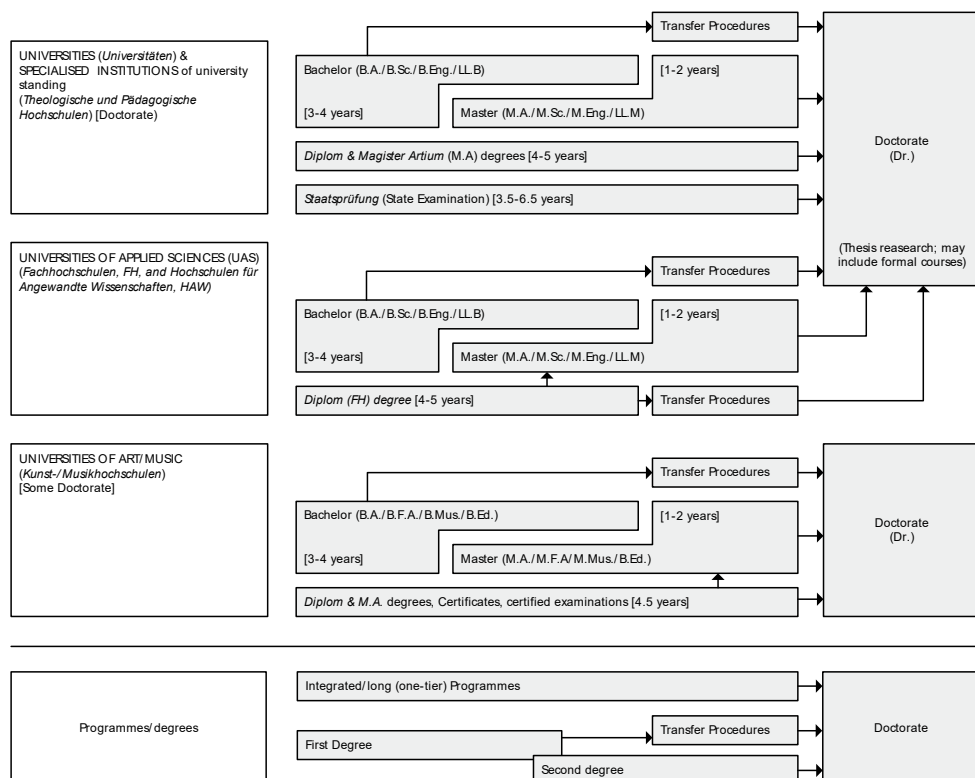 UNIVERSITIES (Universitäten) &
SPECIALISED INSTITUTIONS of university
standing
(Theologische und Pädagogische
Hochschulen) [Doctorate)
Transfer Procedures
Bachelor (B.A./B.Sc./B.Eng./LL.B)
[1-2 years]
[3-4 years]
Master (M.A./M.Sc./M.Eng./LL.M)
Diplom & Magister Artium (M.A) degrees [4-5 years]
Staatsprüfung (State Examination) [3.5-6.5 years]
Doctorate
(Dr.)
(Thesis reasearch; may
include formal courses)
UNIVERSITIES OF APPLIED SCIENCES (UAS)
(Fachhochschulen, FH, and Hochschulen für
Angewandte Wissenschaften, HAW)
Transfer Procedures
Bachelor (B.A./B.Sc./B.Eng./LL.B)
[1-2 years]
[3-4 years]
Master (M.A./M.Sc./M.Eng./LL.M)
Diplom (FH) degree [4-5 years]
Transfer Procedures
UNIVERSITIES OF ART/MUSIC
(Kunst-/Musikhochschulen)
[Some Doctorate]
Transfer Procedures
Bachelor (B.A./B.F.A./B.Mus./B.Ed.)
[1-2 years]
[3-4 years]
Master (M.A./M.F.A/M.Mus./B.Ed.)
Diplom & M.A. degrees, Certificates, certified examinations [4.5 years]
Doctorate
(Dr.)
Programmes/degrees
Integrated/long (one-tier) Programmes
Transfer Procedures
First Degree
Second degree
Doctorate